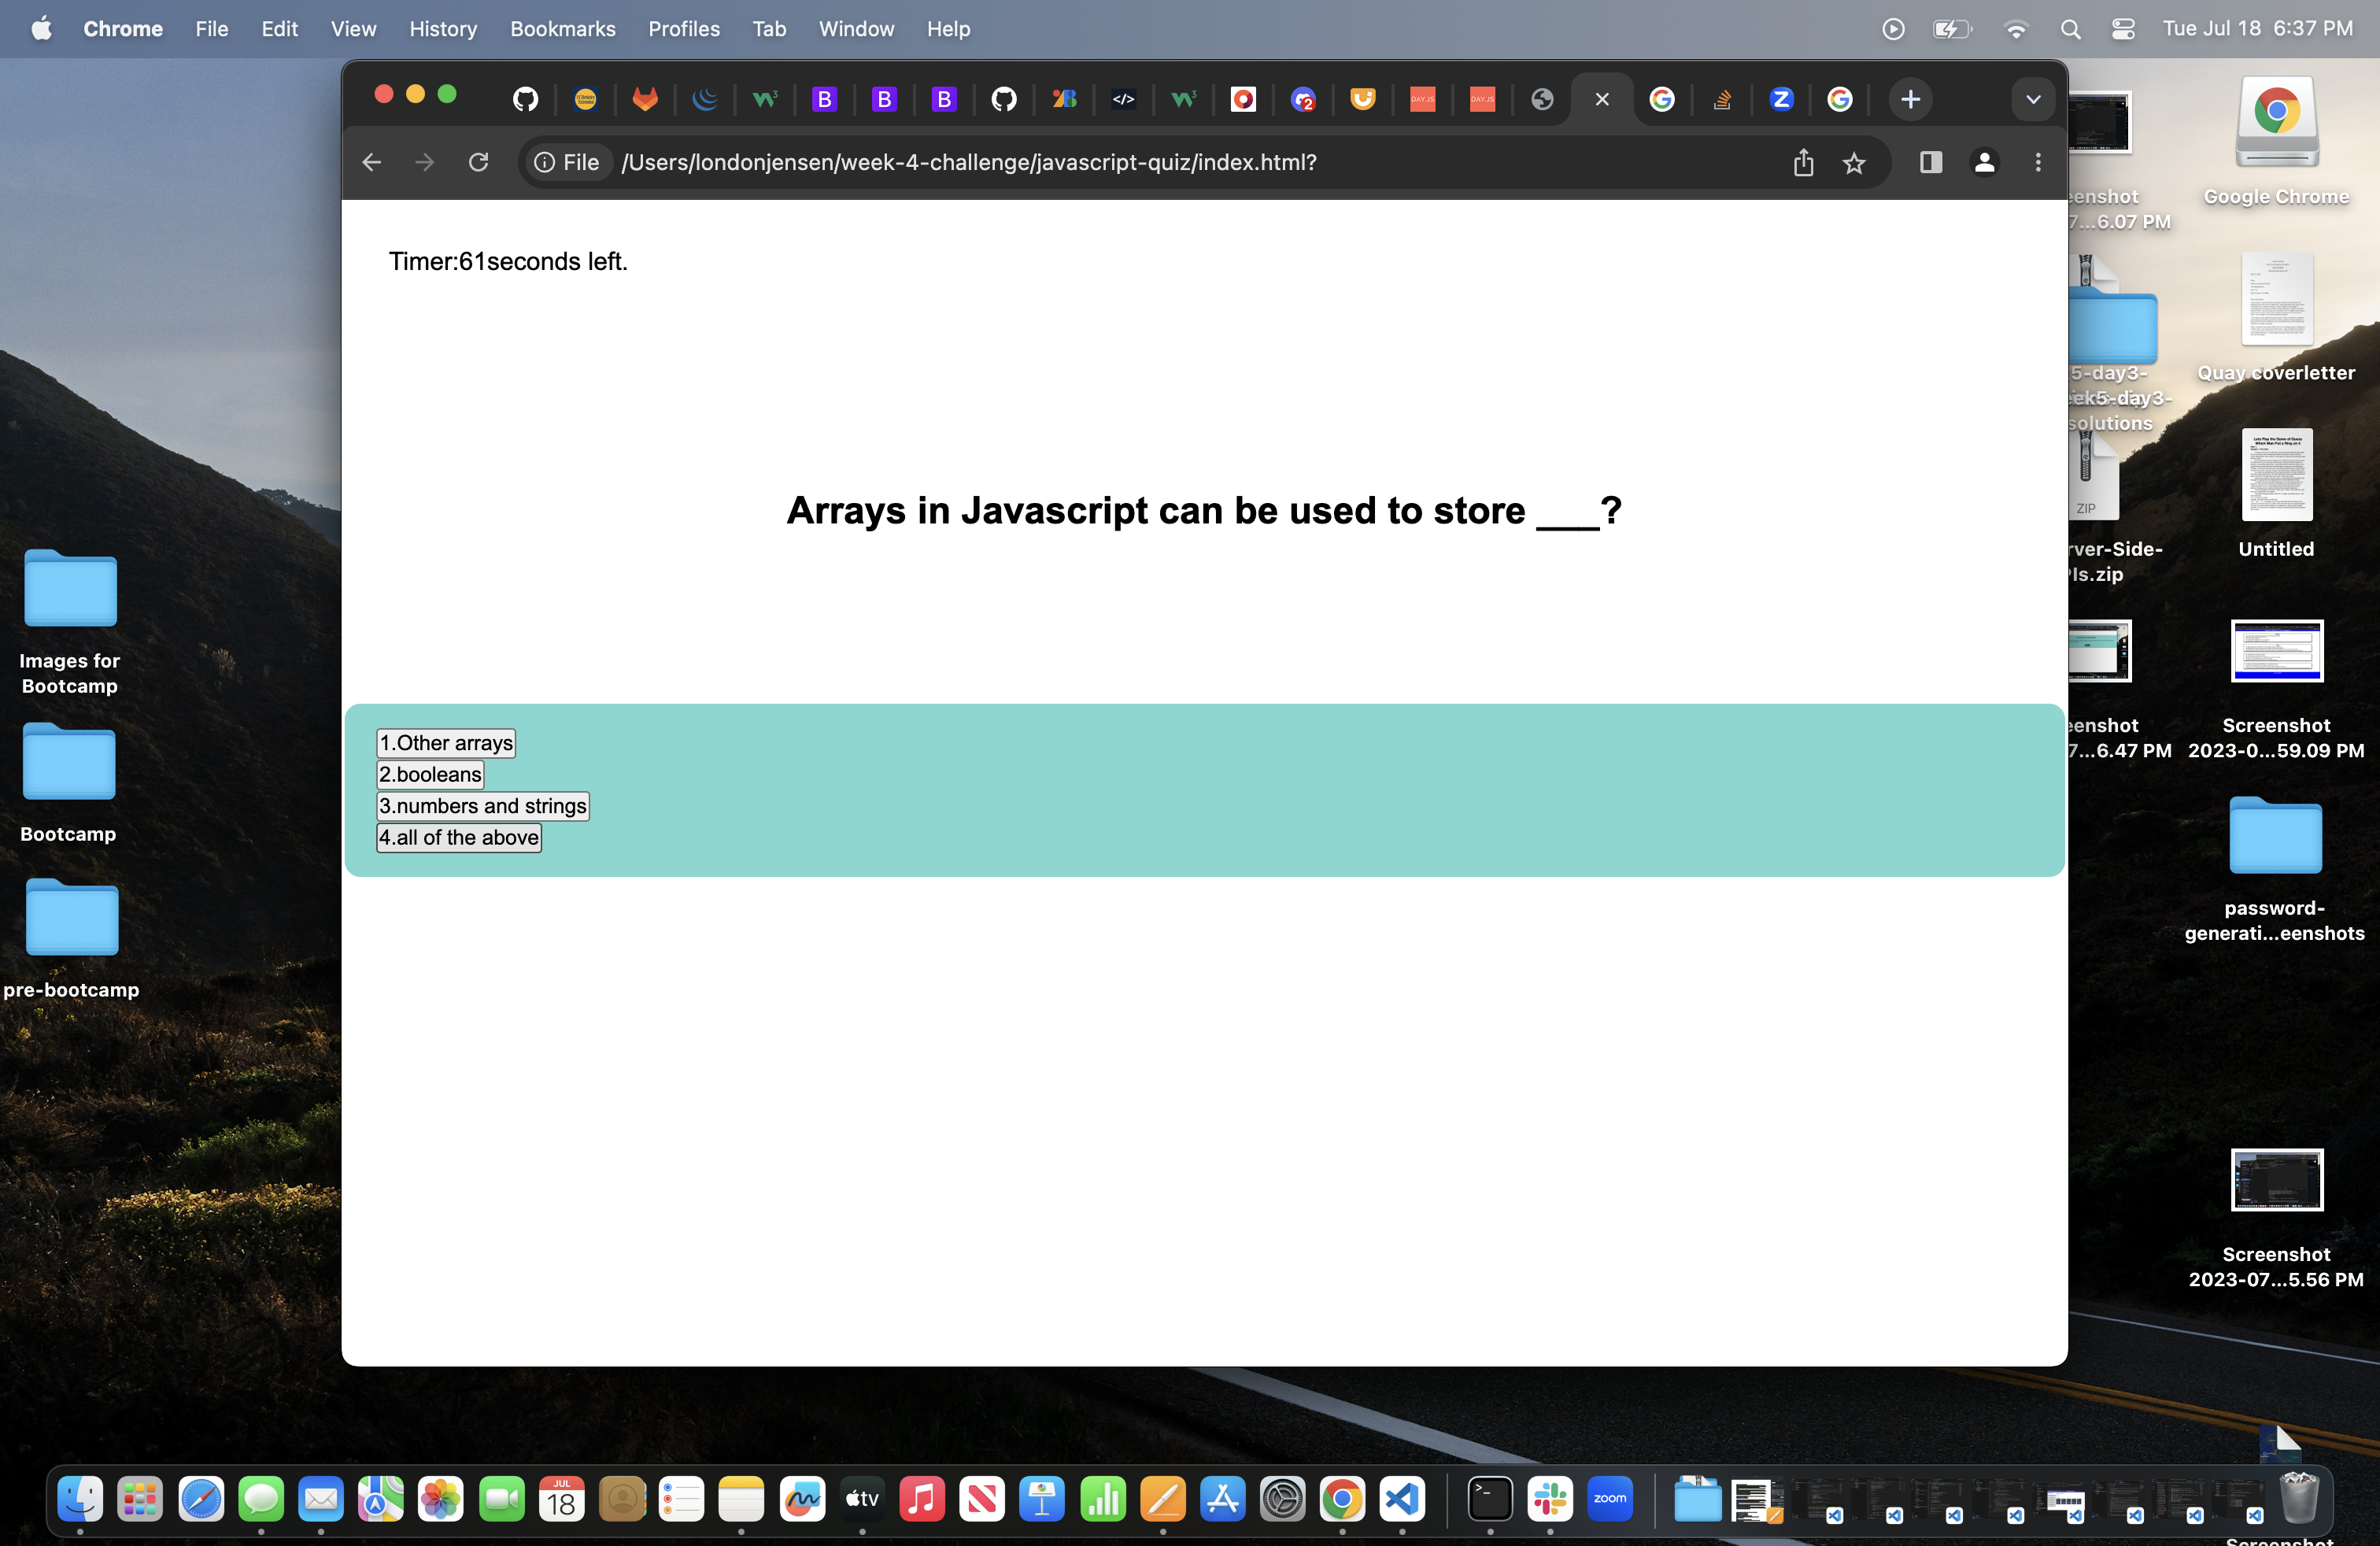 Chrome File Edit View History Bookmarks Profiles Tab Window Help Tue Jul 18 6:37 PM
File /Users/londonjensen/week-4-challenge/javascript-quiz/index.html?
Timer:61seconds left.
Arrays in Javascript can be used to store ___?
1.Other arrays
2.booleans
3.numbers and strings
4.all of the above
Images for
Bootcamp
Bootcamp
pre-bootcamp
eenshot
7...6.07 PM
Google Chrome
5-day3-
ek5-day3-
solutions
Quay coverletter
ZIP
rver-Side-
PIs.zip
Untitled
eenshot
7...6.47 PM
Screenshot
2023-0...59.09 PM
password-
generati...eenshots
Screenshot
2023-07...5.56 PM
JUL
18
tv
zoom
Screenshot